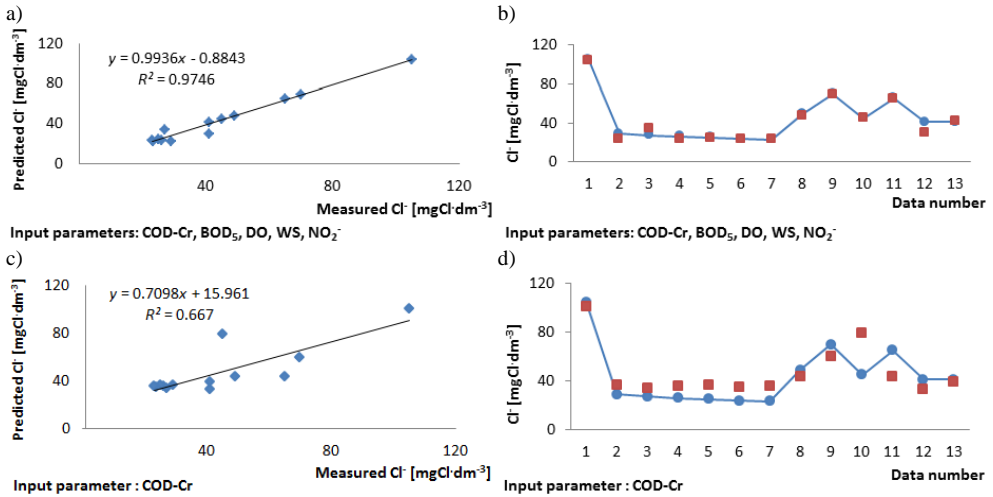 a)
Predicted Cl⁻ [mgCl·dm⁻³]
120
80
40
0
y = 0.9936x - 0.8843
R² = 0.9746
40
80
120
Measured Cl⁻ [mgCl·dm⁻³]
Input parameters: COD-Cr, BOD₅, DO, WS, NO₂⁻
b)
Cl⁻ [mgCl·dm⁻³]
120
80
40
0
1 2 3 4 5 6 7 8 9 10 11 12 13
Data number
Input parameters: COD-Cr, BOD₅, DO, WS, NO₂⁻
c)
Predicted Cl⁻ [mgCl·dm⁻³]
120
80
40
0
y = 0.7098x + 15.961
R² = 0.667
40
80
120
Measured Cl⁻ [mgCl·dm⁻³]
Input parameter : COD-Cr
d)
Cl⁻ [mgCl·dm⁻³]
120
80
40
0
1 2 3 4 5 6 7 8 9 10 11 12 13
Data number
Input parameter : COD-Cr